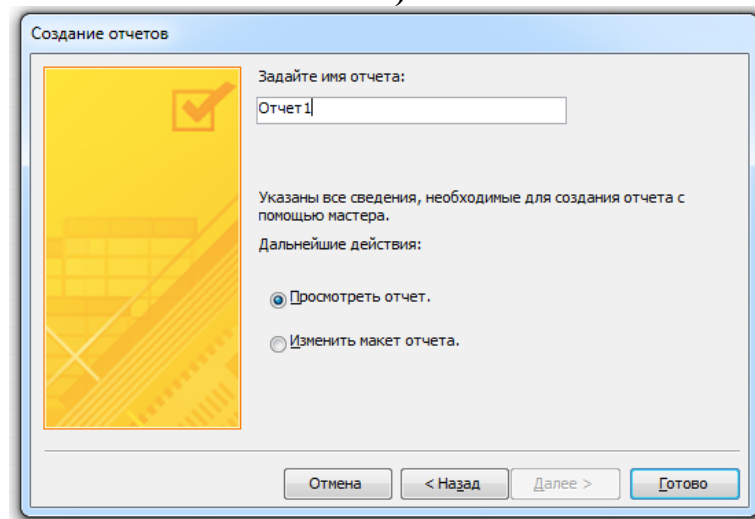 Создание отчетов
Задайте имя отчета:
Отчет1
Указаны все сведения, необходимые для создания отчета с
помощью мастера.
Дальнейшие действия:
Просмотреть отчет.
Изменить макет отчета.
Отмена
< Назад
Далее >
Готово